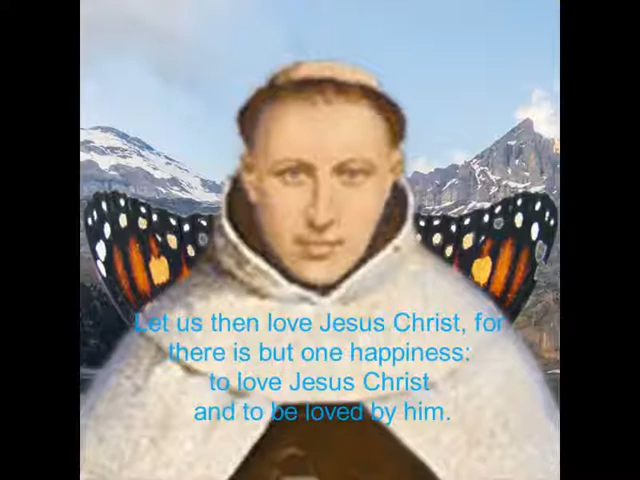 Let us then love Jesus Christ, for
there is but one happiness:
to love Jesus Christ
and to be loved by him.